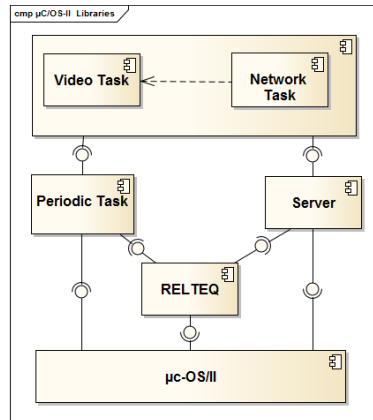 cmp µC/OS-II Libraries
Video Task
Network
Task
Periodic Task
Server
RELTEQ
µc-OS/II